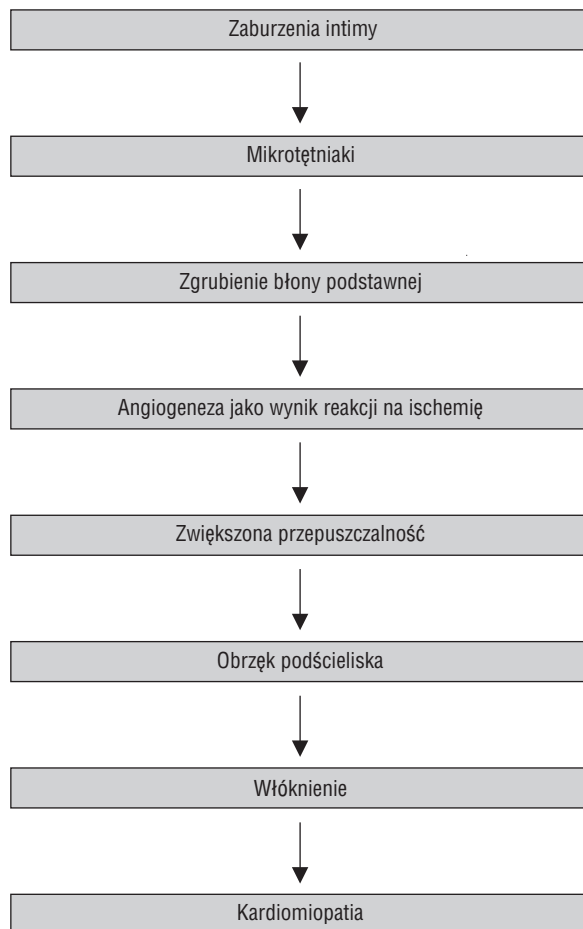 Zaburzenia intimy
Mikrotętniaki
Zgrubienie błony podstawnej
Angiogeneza jako wynik reakcji na ischemię
Zwiększona przepuszczalność
Obrzęk podścieliska
Włóknienie
Kardiomiopatia